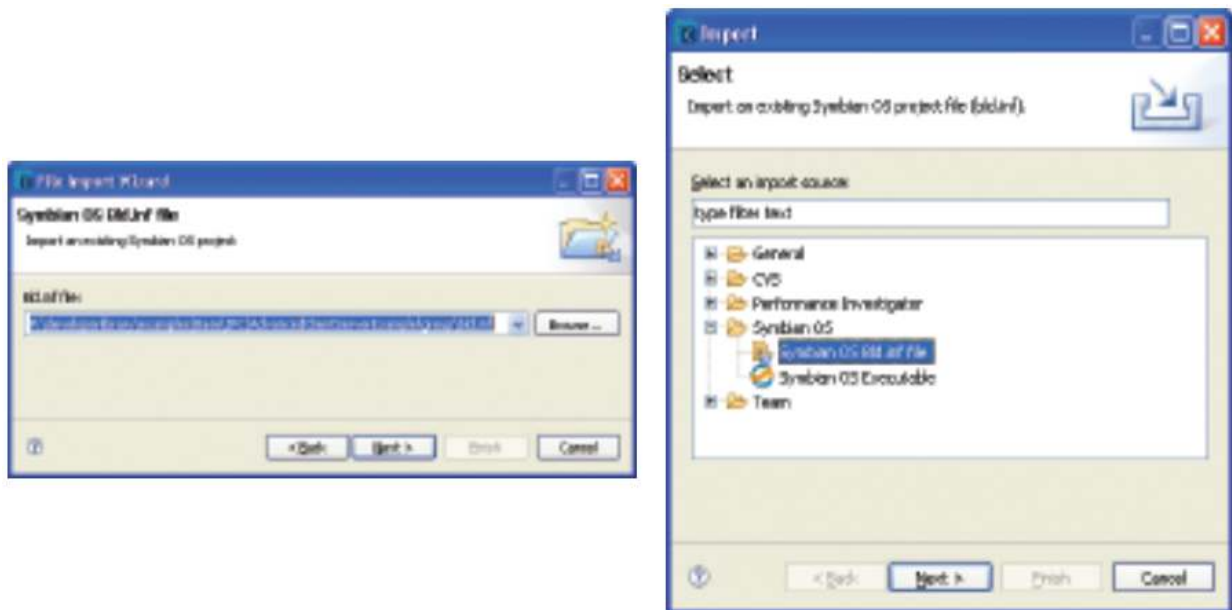 File Import Wizard
Symbian OS Bld.inf file
Import an existing Symbian OS project
Bld.inf file:
Browse ...
< Back
Next >
Finish
Cancel
Import
Select
Import an existing Symbian OS project file (bld.inf).
Select an import source:
type filter text
General
CVS
Performance Investigator
Symbian OS
Symbian OS Bld.inf file
Symbian OS Executable
Team
< Back
Next >
Finish
Cancel